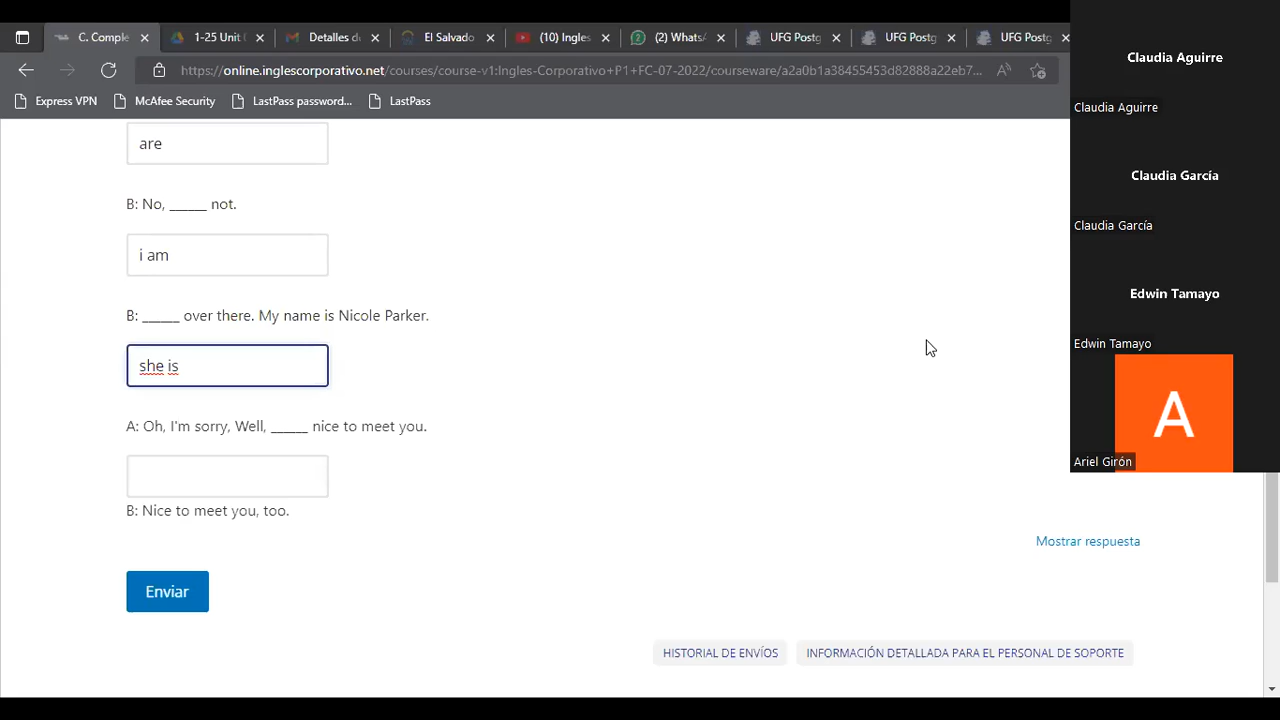 C. Comple
1-25 Unit
Detalles d
El Salvado
(10) Ingles
(2) Whats
UFG Postg
UFG Postg
UFG Postg
https://online.inglescorporativo.net/courses/course-v1:Ingles-Corporativo+P1+FC-07-2022/courseware/a2a0b1a38455453d82888a22eb7...
Express VPN
McAfee Security
LastPass password...
LastPass
are
B: No, ______ not.
i am
B: ______ over there. My name is Nicole Parker.
she is
A: Oh, I'm sorry, Well, ______ nice to meet you.
B: Nice to meet you, too.
Mostrar respuesta
Enviar
HISTORIAL DE ENVÍOS
INFORMACIÓN DETALLADA PARA EL PERSONAL DE SOPORTE
Claudia Aguirre
Claudia Aguirre
Claudia García
Claudia García
Edwin Tamayo
Edwin Tamayo
A
Ariel Girón